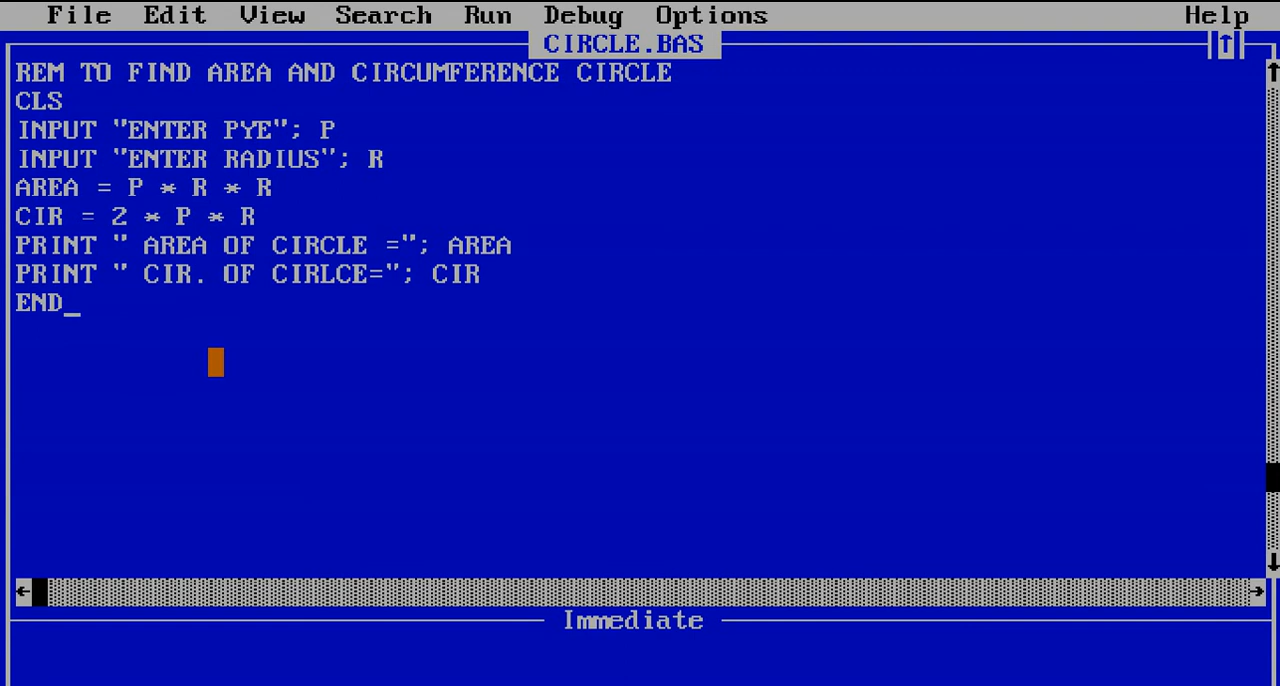 File Edit View Search Run Debug Options Help
CIRCLE.BAS
REM TO FIND AREA AND CIRCUMFERENCE CIRCLE
CLS
INPUT "ENTER PYE"; P
INPUT "ENTER RADIUS"; R
AREA = P * R * R
CIR = 2 * P * R
PRINT " AREA OF CIRCLE ="; AREA
PRINT " CIR. OF CIRLCE="; CIR
END_
Immediate